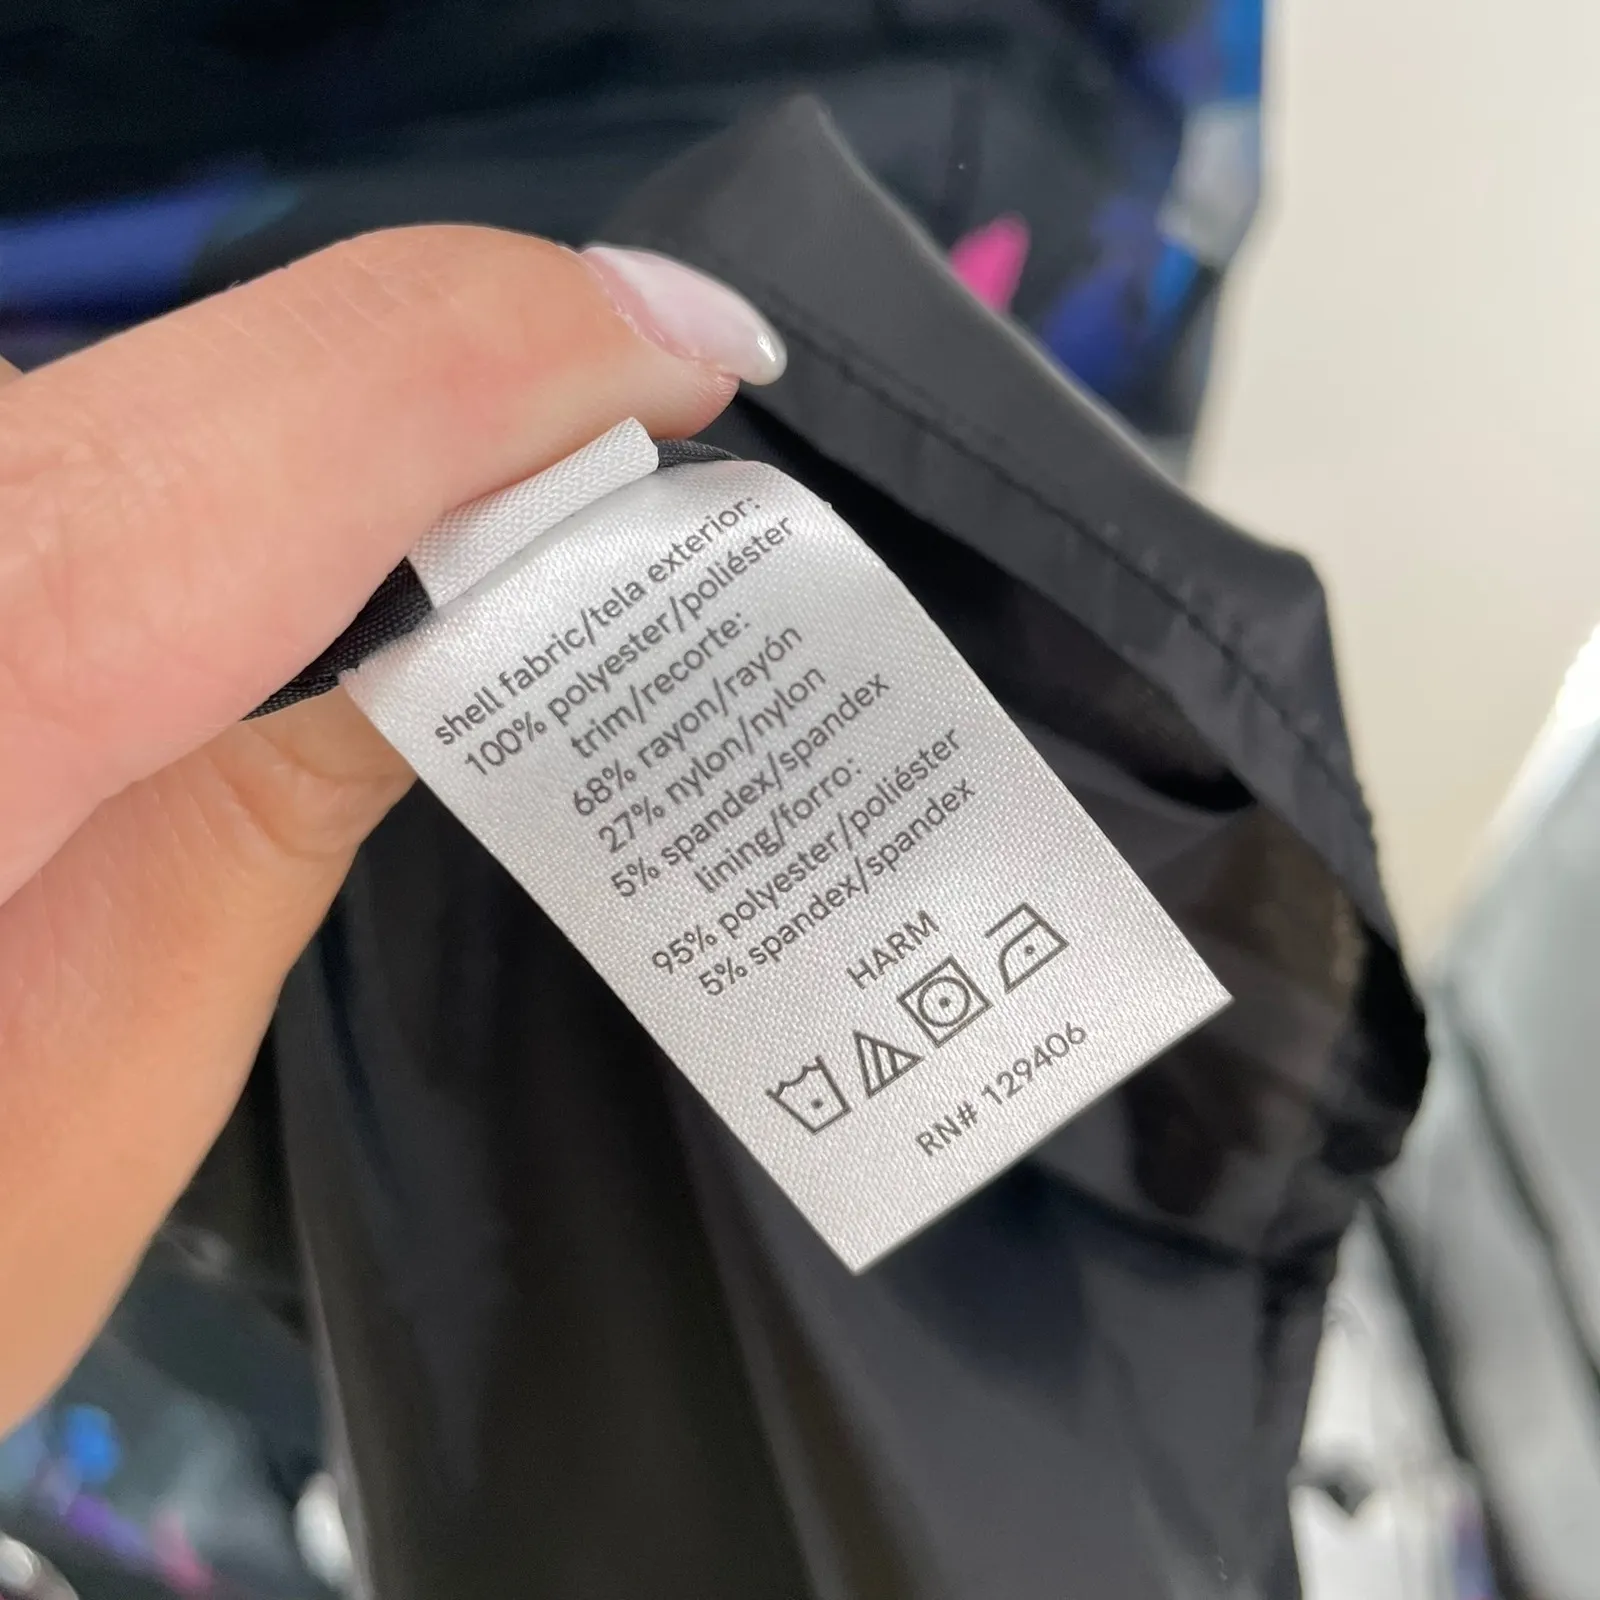 shell fabric/tela exterior:
100% polyester/poliéster
trim/recorte:
68% rayon/rayón
27% nylon/nylon
5% spandex/spandex
lining/forro:
95% polyester/poliéster
5% spandex/spandex
HARM
RN# 129406